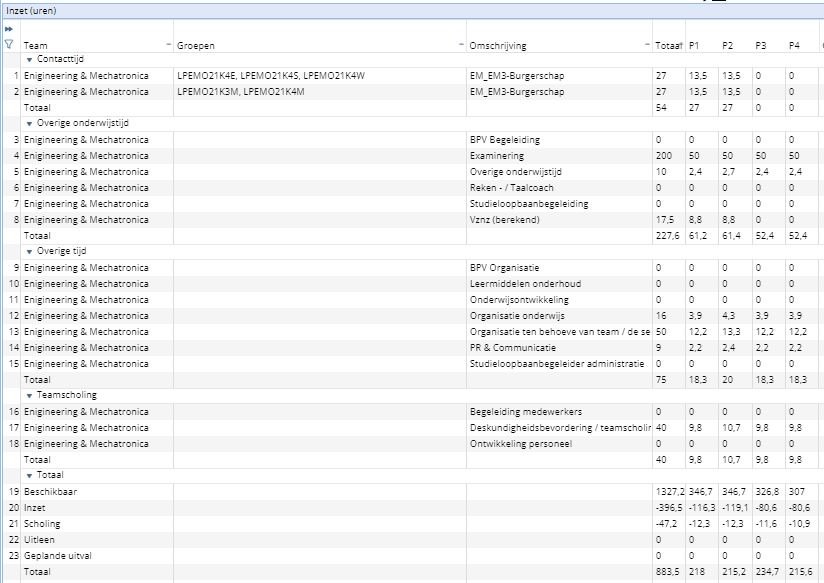 Inzet (uren)
Team Groepen Omschrijving Totaal P1 P2 P3 P4
Contacttijd
1 Enigineering & Mechatronica LPEMO21K4E, LPEMO21K4S, LPEMO21K4W EM_EM3-Burgerschap 27 13,5 13,5 0 0
2 Enigineering & Mechatronica LPEMO21K3M, LPEMO21K4M EM_EM3-Burgerschap 27 13,5 13,5 0 0
Totaal 54 27 27 0 0
Overige onderwijstijd
3 Enigineering & Mechatronica BPV Begeleiding 0 0 0 0 0
4 Enigineering & Mechatronica Examinering 200 50 50 50 50
5 Enigineering & Mechatronica Overige onderwijstijd 10 2,4 2,7 2,4 2,4
6 Enigineering & Mechatronica Reken - / Taalcoach 0 0 0 0 0
7 Enigineering & Mechatronica Studieloopbaanbegeleiding 0 0 0 0 0
8 Enigineering & Mechatronica Vznz (berekend) 17,5 8,8 8,8 0 0
Totaal 227,6 61,2 61,4 52,4 52,4
Overige tijd
9 Enigineering & Mechatronica BPV Organisatie 0 0 0 0 0
10 Enigineering & Mechatronica Leermiddelen onderhoud 0 0 0 0 0
11 Enigineering & Mechatronica Onderwijsontwikkeling 0 0 0 0 0
12 Enigineering & Mechatronica Organisatie onderwijs 16 3,9 4,3 3,9 3,9
13 Enigineering & Mechatronica Organisatie ten behoeve van team / de se 50 12,2 13,3 12,2 12,2
14 Enigineering & Mechatronica PR & Communicatie 9 2,2 2,4 2,2 2,2
15 Enigineering & Mechatronica Studieloopbaanbegeleider administratie 0 0 0 0 0
Totaal 75 18,3 20 18,3 18,3
Teamscholing
16 Enigineering & Mechatronica Begeleiding medewerkers 0 0 0 0 0
17 Enigineering & Mechatronica Deskundigheidsbevordering / teamscholin 40 9,8 10,7 9,8 9,8
18 Enigineering & Mechatronica Ontwikkeling personeel 0 0 0 0 0
Totaal 40 9,8 10,7 9,8 9,8
Totaal
19 Beschikbaar 1327,2 346,7 346,7 326,8 307
20 Inzet -396,5 -116,3 -119,1 -80,6 -80,6
21 Scholing -47,2 -12,3 -12,3 -11,6 -10,9
22 Uitleen 0 0 0 0 0
23 Geplande uitval 0 0 0 0 0
Totaal 883,5 218 215,2 234,7 215,6